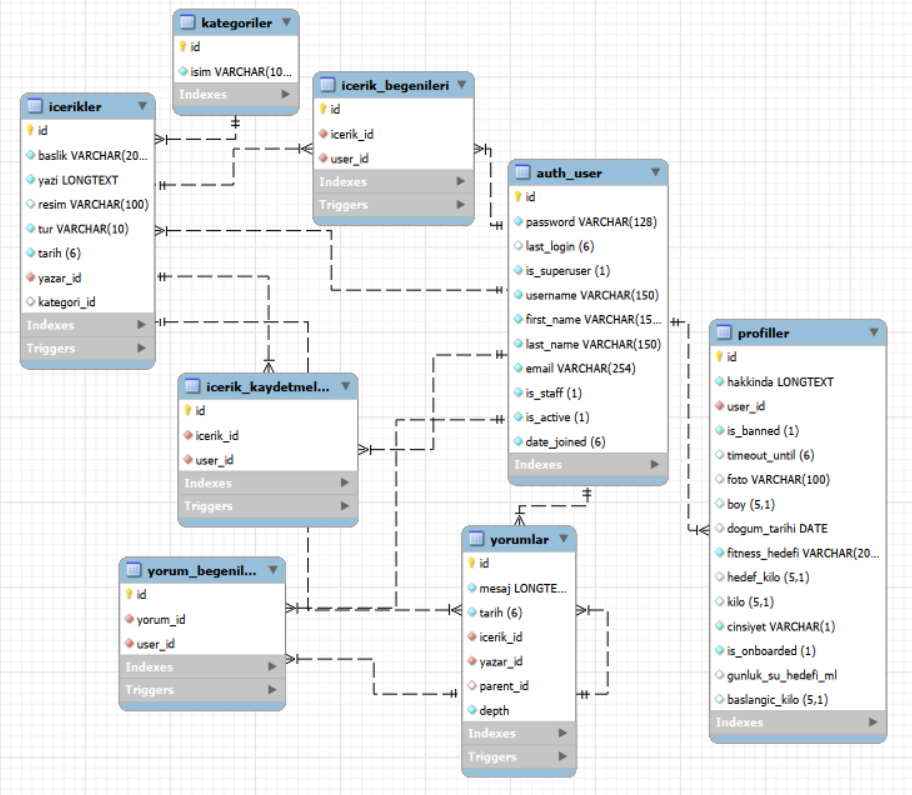 kategoriler
id
isim VARCHAR(10...
Indexes
icerik_begenileri
id
icerik_id
user_id
Indexes
Triggers
icerikler
id
baslik VARCHAR(20...
yazi LONGTEXT
resim VARCHAR(100)
tur VARCHAR(10)
tarih (6)
yazar_id
kategori_id
Indexes
Triggers
auth_user
id
password VARCHAR(128)
last_login (6)
is_superuser (1)
username VARCHAR(150)
first_name VARCHAR(15...
last_name VARCHAR(150)
email VARCHAR(254)
is_staff (1)
is_active (1)
date_joined (6)
Indexes
profiller
id
hakkinda LONGTEXT
user_id
is_banned (1)
timeout_until (6)
foto VARCHAR(100)
boy (5,1)
dogum_tarihi DATE
fitness_hedefi VARCHAR(20...
hedef_kilo (5,1)
kilo (5,1)
cinsiyet VARCHAR(1)
is_onboarded (1)
gunluk_su_hedefi_ml
baslangic_kilo (5,1)
Indexes
icerik_kaydetmel...
id
icerik_id
user_id
Indexes
Triggers
yorumlar
id
mesaj LONGTE...
tarih (6)
icerik_id
yazar_id
parent_id
depth
Indexes
Triggers
yorum_begenil...
id
yorum_id
user_id
Indexes
Triggers